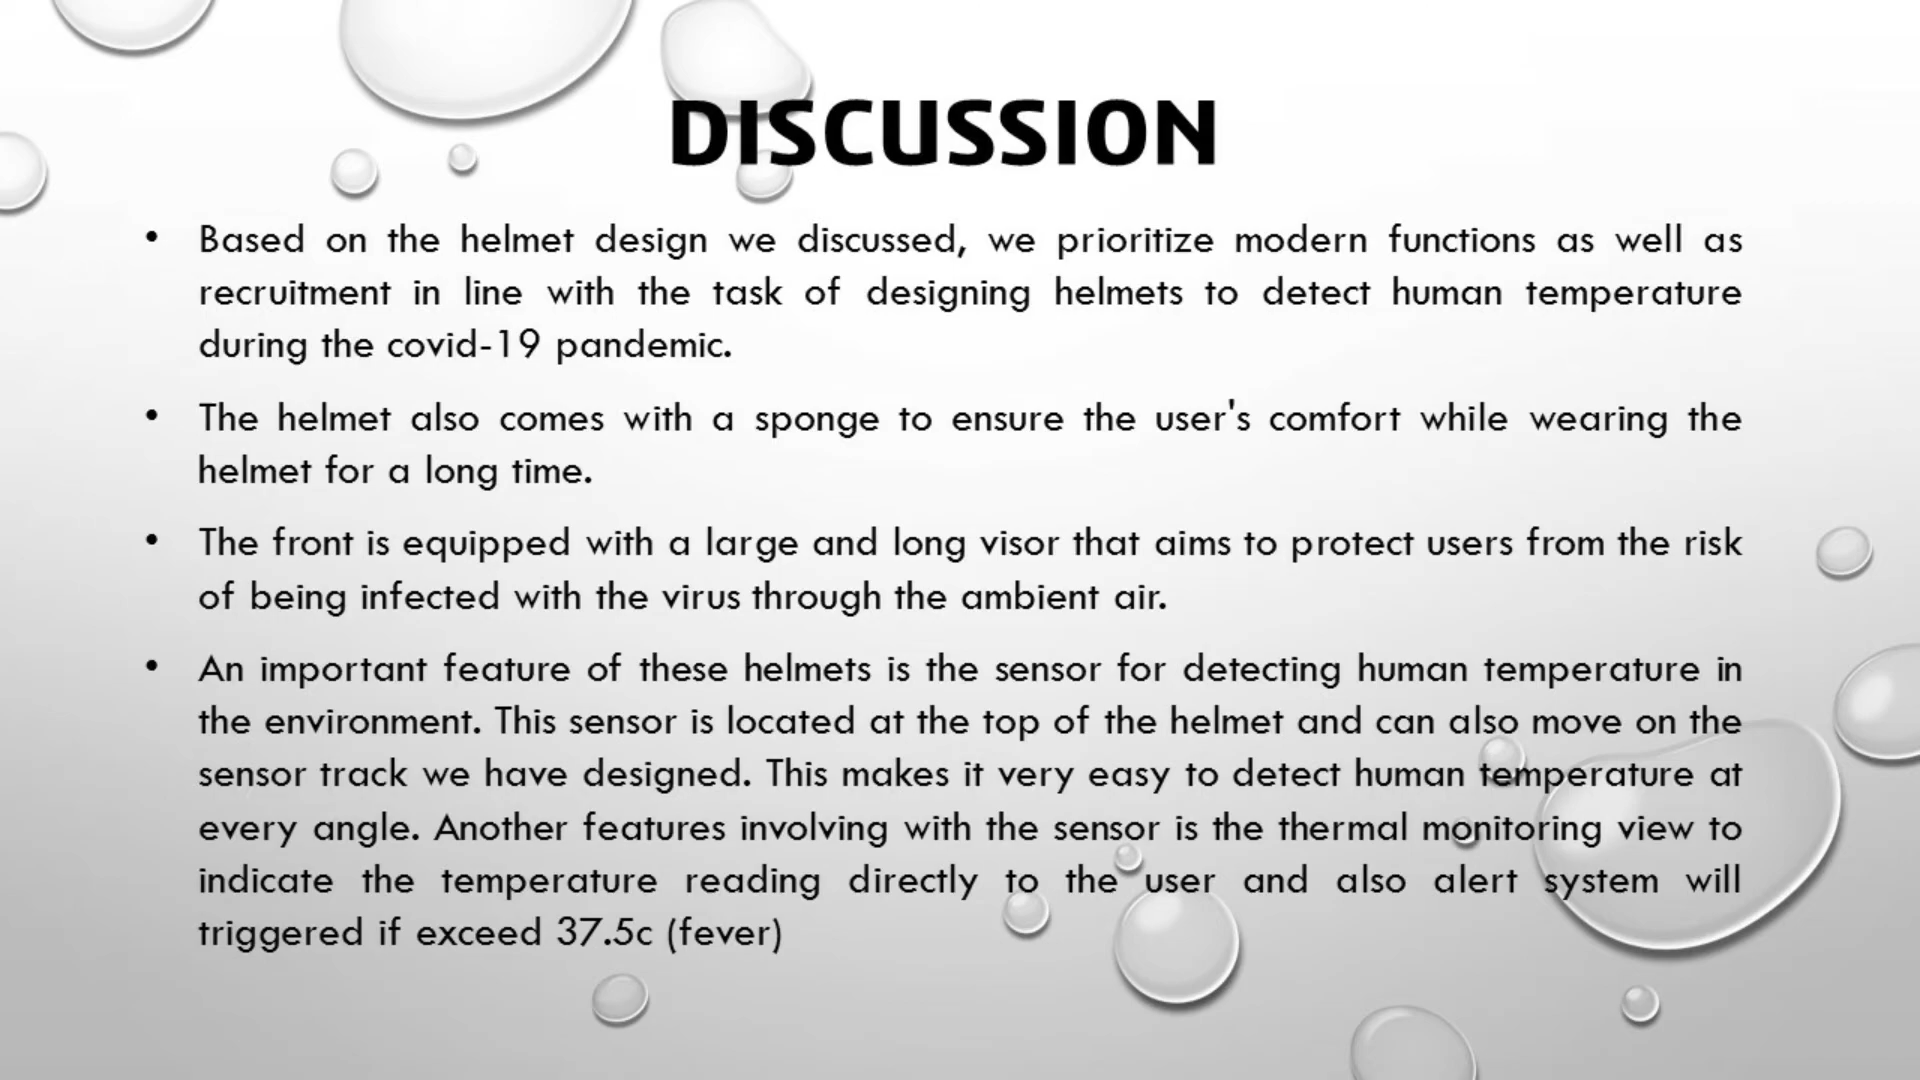 DISCUSSION
• Based on the helmet design we discussed, we prioritize modern functions as well as
recruitment in line with the task of designing helmets to detect human temperature
during the covid-19 pandemic.
• The helmet also comes with a sponge to ensure the user's comfort while wearing the
helmet for a long time.
• The front is equipped with a large and long visor that aims to protect users from the risk
of being infected with the virus through the ambient air.
• An important feature of these helmets is the sensor for detecting human temperature in
the environment. This sensor is located at the top of the helmet and can also move on the
sensor track we have designed. This makes it very easy to detect human temperature at
every angle. Another features involving with the sensor is the thermal monitoring view to
indicate the temperature reading directly to the user and also alert system will
triggered if exceed 37.5c (fever)